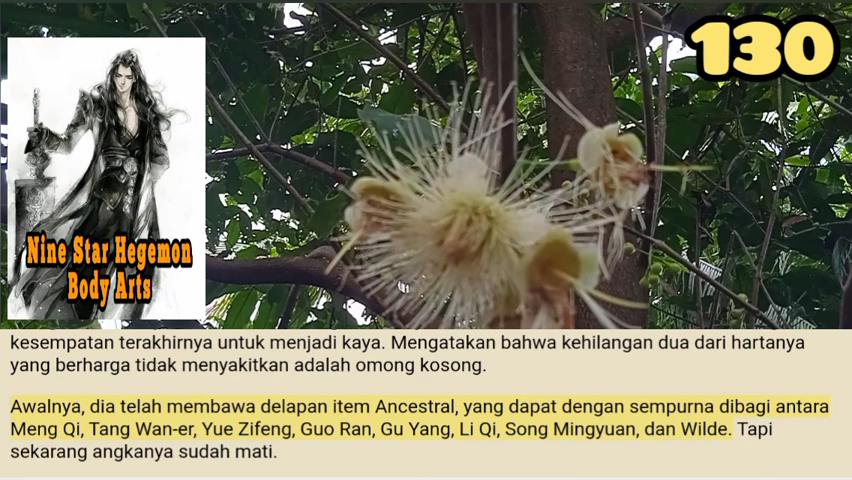 130
Nine Star Hegemon
Body Arts
kesempatan terakhirnya untuk menjadi kaya. Mengatakan bahwa kehilangan dua dari hartanya
yang berharga tidak menyakitkan adalah omong kosong.
Awalnya, dia telah membawa delapan item Ancestral, yang dapat dengan sempurna dibagi antara
Meng Qi, Tang Wan-er, Yue Zifeng, Guo Ran, Gu Yang, Li Qi, Song Mingyuan, dan Wilde. Tapi
sekarang angkanya sudah mati.